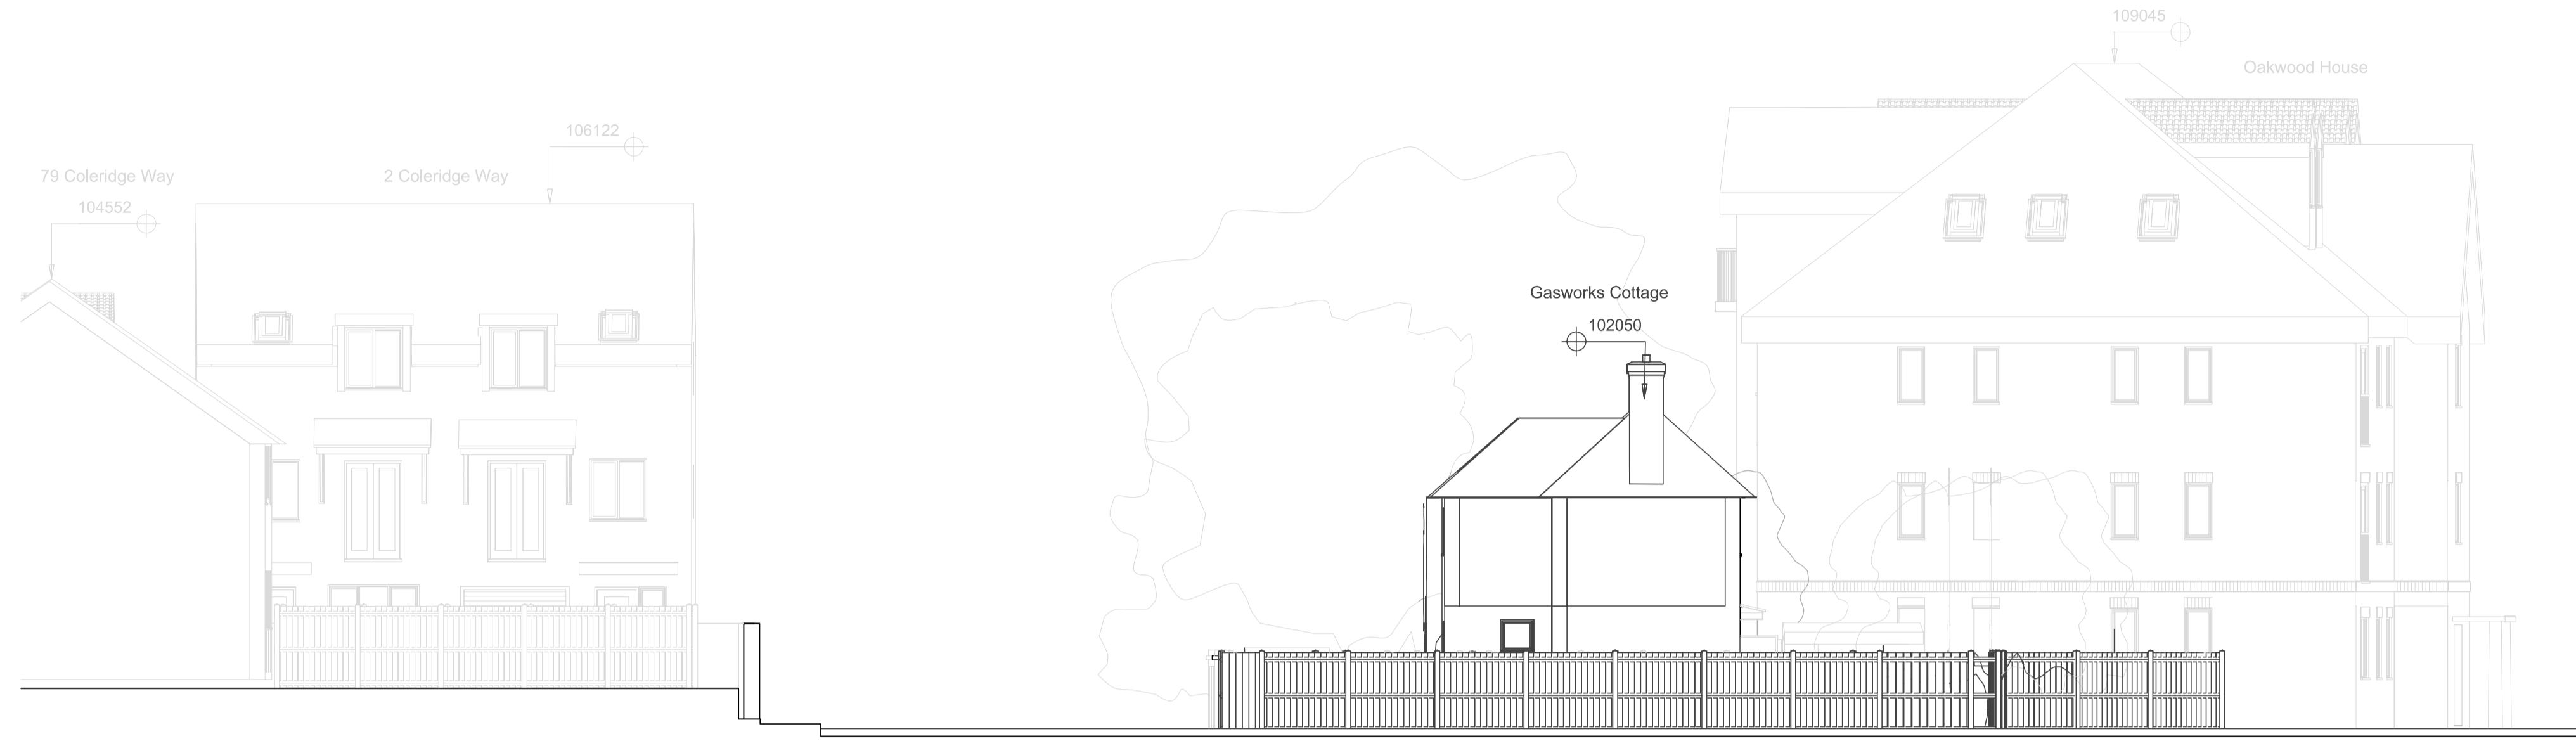 79 Coleridge Way
104552
2 Coleridge Way
106122
Gasworks Cottage
102050
109045
Oakwood House